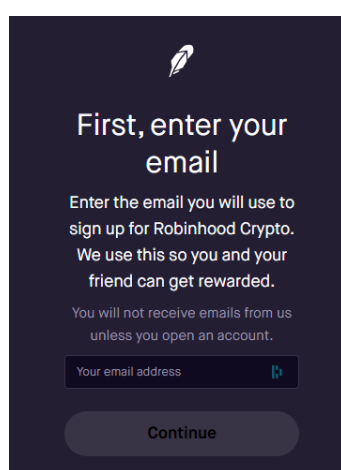 First, enter your
email
Enter the email you will use to
sign up for Robinhood Crypto.
We use this so you and your
friend can get rewarded.
You will not receive emails from us
unless you open an account.
Your email address
Continue